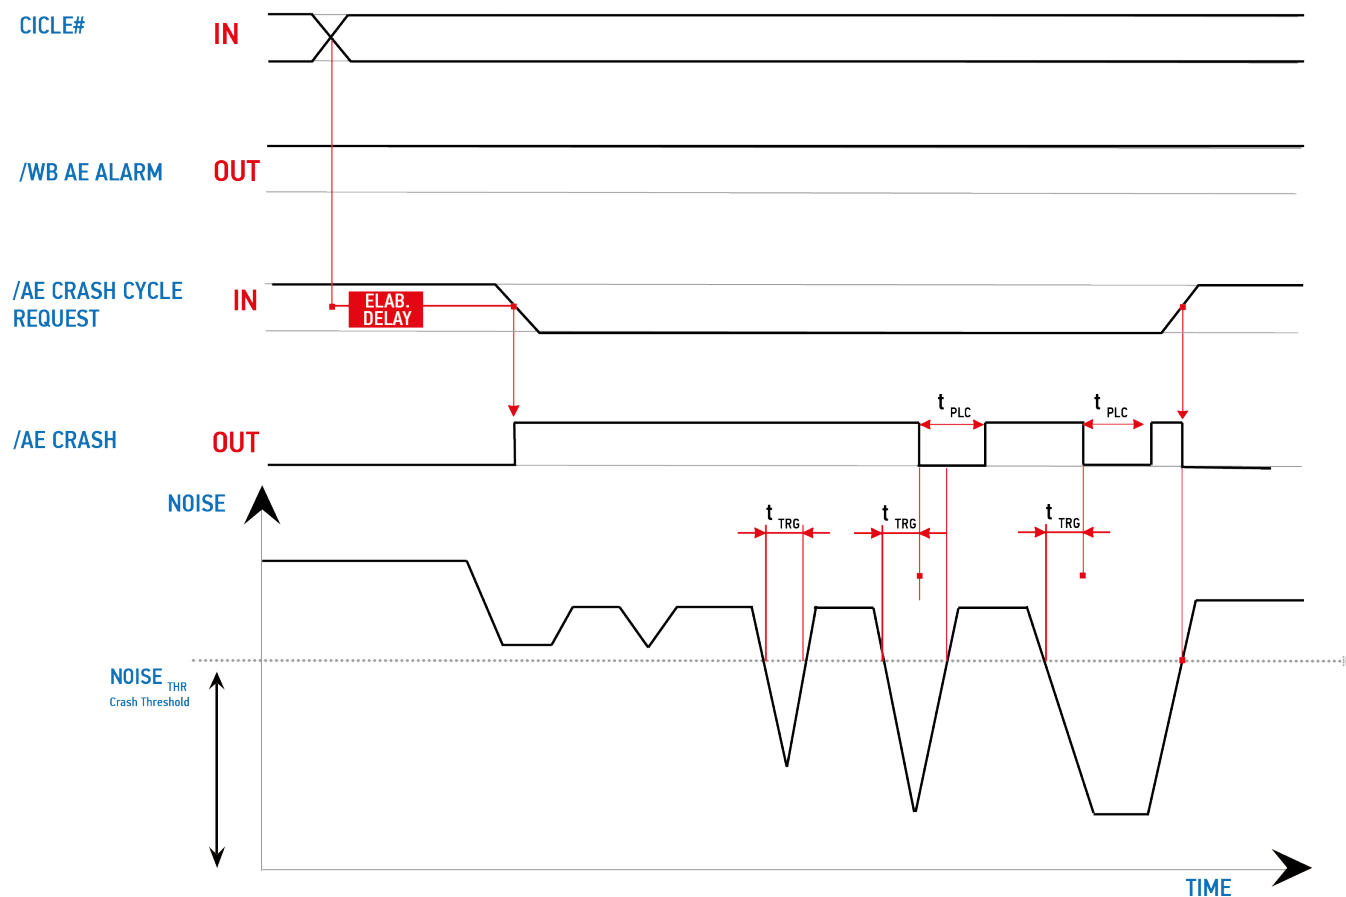 CICLE#
IN
/WB AE ALARM
OUT
/AE CRASH CYCLE
REQUEST
IN
ELAB.
DELAY
/AE CRASH
OUT
t PLC
t PLC
NOISE
t TRG
t TRG
t TRG
NOISE THR
Crash Threshold
TIME